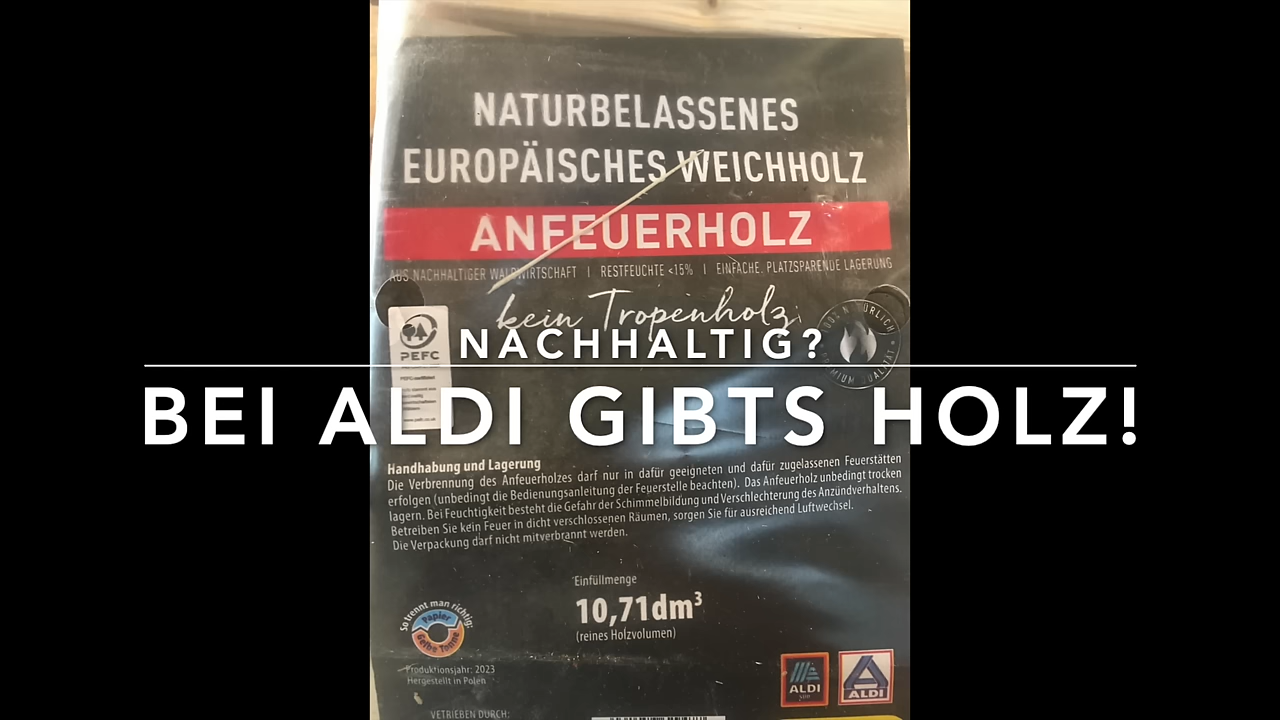 NATURBELASSENES
EUROPÄISCHES WEICHHOLZ
ANFEUERHOLZ
AUS NACHHALTIGER WALDWIRTSCHAFT | RESTFEUCHTE <15% | EINFACHE, PLATZSPARENDE LAGERUNG
kein Tropenholz
100% NATÜRLICH
PREMIUM QUALITÄT
PEFC
NACHHALTIG?
BEI ALDI GIBTS HOLZ!
Handhabung und Lagerung
Die Verbrennung des Anfeuerholzes darf nur in dafür geeigneten und dafür zugelassenen Feuerstätten
erfolgen (unbedingt die Bedienungsanleitung der Feuerstelle beachten). Das Anfeuerholz unbedingt trocken
lagern. Bei Feuchtigkeit besteht die Gefahr der Schimmelbildung und Verschlechterung des Anzündverhaltens.
Betreiben Sie kein Feuer in dicht verschlossenen Räumen, sorgen Sie für ausreichend Luftwechsel.
Die Verpackung darf nicht mitverbrannt werden.
Einfüllmenge
10,71dm³
(reines Holzvolumen)
So trennt man richtig:
Papier
Gelbe Tonne
Produktionsjahr: 2023
Hergestellt in Polen
ALDI
SÜD
ALDI
VERTRIEBEN DURCH: